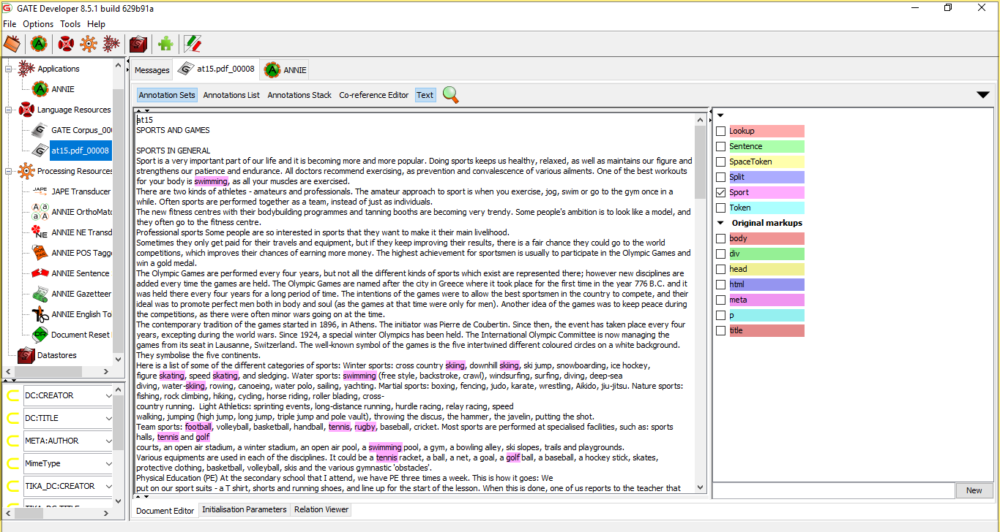 GATE Developer 8.5.1 build 629b91a
File Options Tools Help
Applications
ANNIE
Language Resources
GATE Corpus_00
at15.pdf_00008
Processing Resources
JAPE Transducer
ANNIE OrthoMatc
ANNIE NE Transd
ANNIE POS Tagge
ANNIE Sentence
ANNIE Gazetteer
ANNIE English To
Document Reset
Datastores
DC:CREATOR
DC:TITLE
META:AUTHOR
MimeType
TIKA_DC:CREATOR
Messages at15.pdf_00008 ANNIE
Annotation Sets Annotations List Annotations Stack Co-reference Editor Text
at15
SPORTS AND GAMES
SPORTS IN GENERAL
Sport is a very important part of our life and it is becoming more and more popular. Doing sports keeps us healthy, relaxed, as well as maintains our figure and
strengthens our patience and endurance. All doctors recommend exercising, as prevention and convalescence of various ailments. One of the best workouts
for your body is swimming, as all your muscles are exercised.
There are two kinds of athletes - amateurs and professionals. The amateur approach to sport is when you exercise, jog, swim or go to the gym once in a
while. Often sports are performed together as a team, instead of just as individuals.
The new fitness centres with their bodybuilding programmes and tanning booths are becoming very trendy. Some people's ambition is to look like a model, and
they often go to the fitness centre.
Professional sports Some people are so interested in sports that they want to make it their main livelihood.
Sometimes they only get paid for their travels and equipment, but if they keep improving their results, there is a fair chance they could go to the world
competitions, which improves their chances of earning more money. The highest achievement for sportsmen is usually to participate in the Olympic Games and
win a gold medal.
The Olympic Games are performed every four years, but not all the different kinds of sports which exist are represented there; however new disciplines are
added every time the games are held. The Olympic Games are named after the city in Greece where it took place for the first time in the year 776 B.C. and it
was held there every four years for a long period of time. The intentions of the games were to allow the best sportsmen in the country to compete, and their
ideal was to promote perfect men both in body and soul (as the games at that time were only for men). Another idea of the games was to keep peace during
the competitions, as there were often minor wars going on at the time.
The contemporary tradition of the games started in 1896, in Athens. The initiator was Pierre de Coubertin. Since then, the event has taken place every four
years, excepting during the world wars. Since 1924, a special winter Olympics has been held. The International Olympic Committee is now managing the
games from its seat in Lausanne, Switzerland. The well-known symbol of the games is the five intertwined different coloured circles on a white background.
They symbolise the five continents.
Here is a list of some of the different categories of sports: Winter sports: cross country skiing, downhill skiing, ski jump, snowboarding, ice hockey,
figure skating, speed skating, and sledging. Water sports: swimming (free style, backstroke, crawl), windsurfing, surfing, diving, deep-sea
diving, water-skiing, rowing, canoeing, water polo, sailing, yachting. Martial sports: boxing, fencing, judo, karate, wrestling, Aikido, jiu-jitsu. Nature sports:
fishing, rock climbing, hiking, cycling, horse riding, roller blading, cross-
country running. Light Athletics: sprinting events, long-distance running, hurdle racing, relay racing, speed
walking, jumping (high jump, long jump, triple jump and pole vault), throwing the discus, the hammer, the javelin, putting the shot.
Team sports: football, volleyball, basketball, handball, tennis, rugby, baseball, cricket. Most sports are performed at specialised facilities, such as: sports
halls, tennis and golf
courts, an open air stadium, a winter stadium, an open air pool, a swimming pool, a gym, a bowling alley, ski slopes, trails and playgrounds.
Various equipments are used in each of the disciplines. It could be a tennis racket, a ball, a net, a goal, a golf ball, a baseball, a hockey stick, skates,
protective clothing, basketball, volleyball, skis and the various gymnastic 'obstacles'.
Physical Education (PE) At the secondary school that I attend, we have PE three times a week. This is how it goes: We
put on our sport suits - a T shirt, shorts and running shoes, and line up for the start of the lesson. When this is done, one of us reports to the teacher that
Lookup
Sentence
SpaceToken
Split
Sport
Token
Original markups
body
div
head
html
meta
p
title
New
Document Editor Initialisation Parameters Relation Viewer